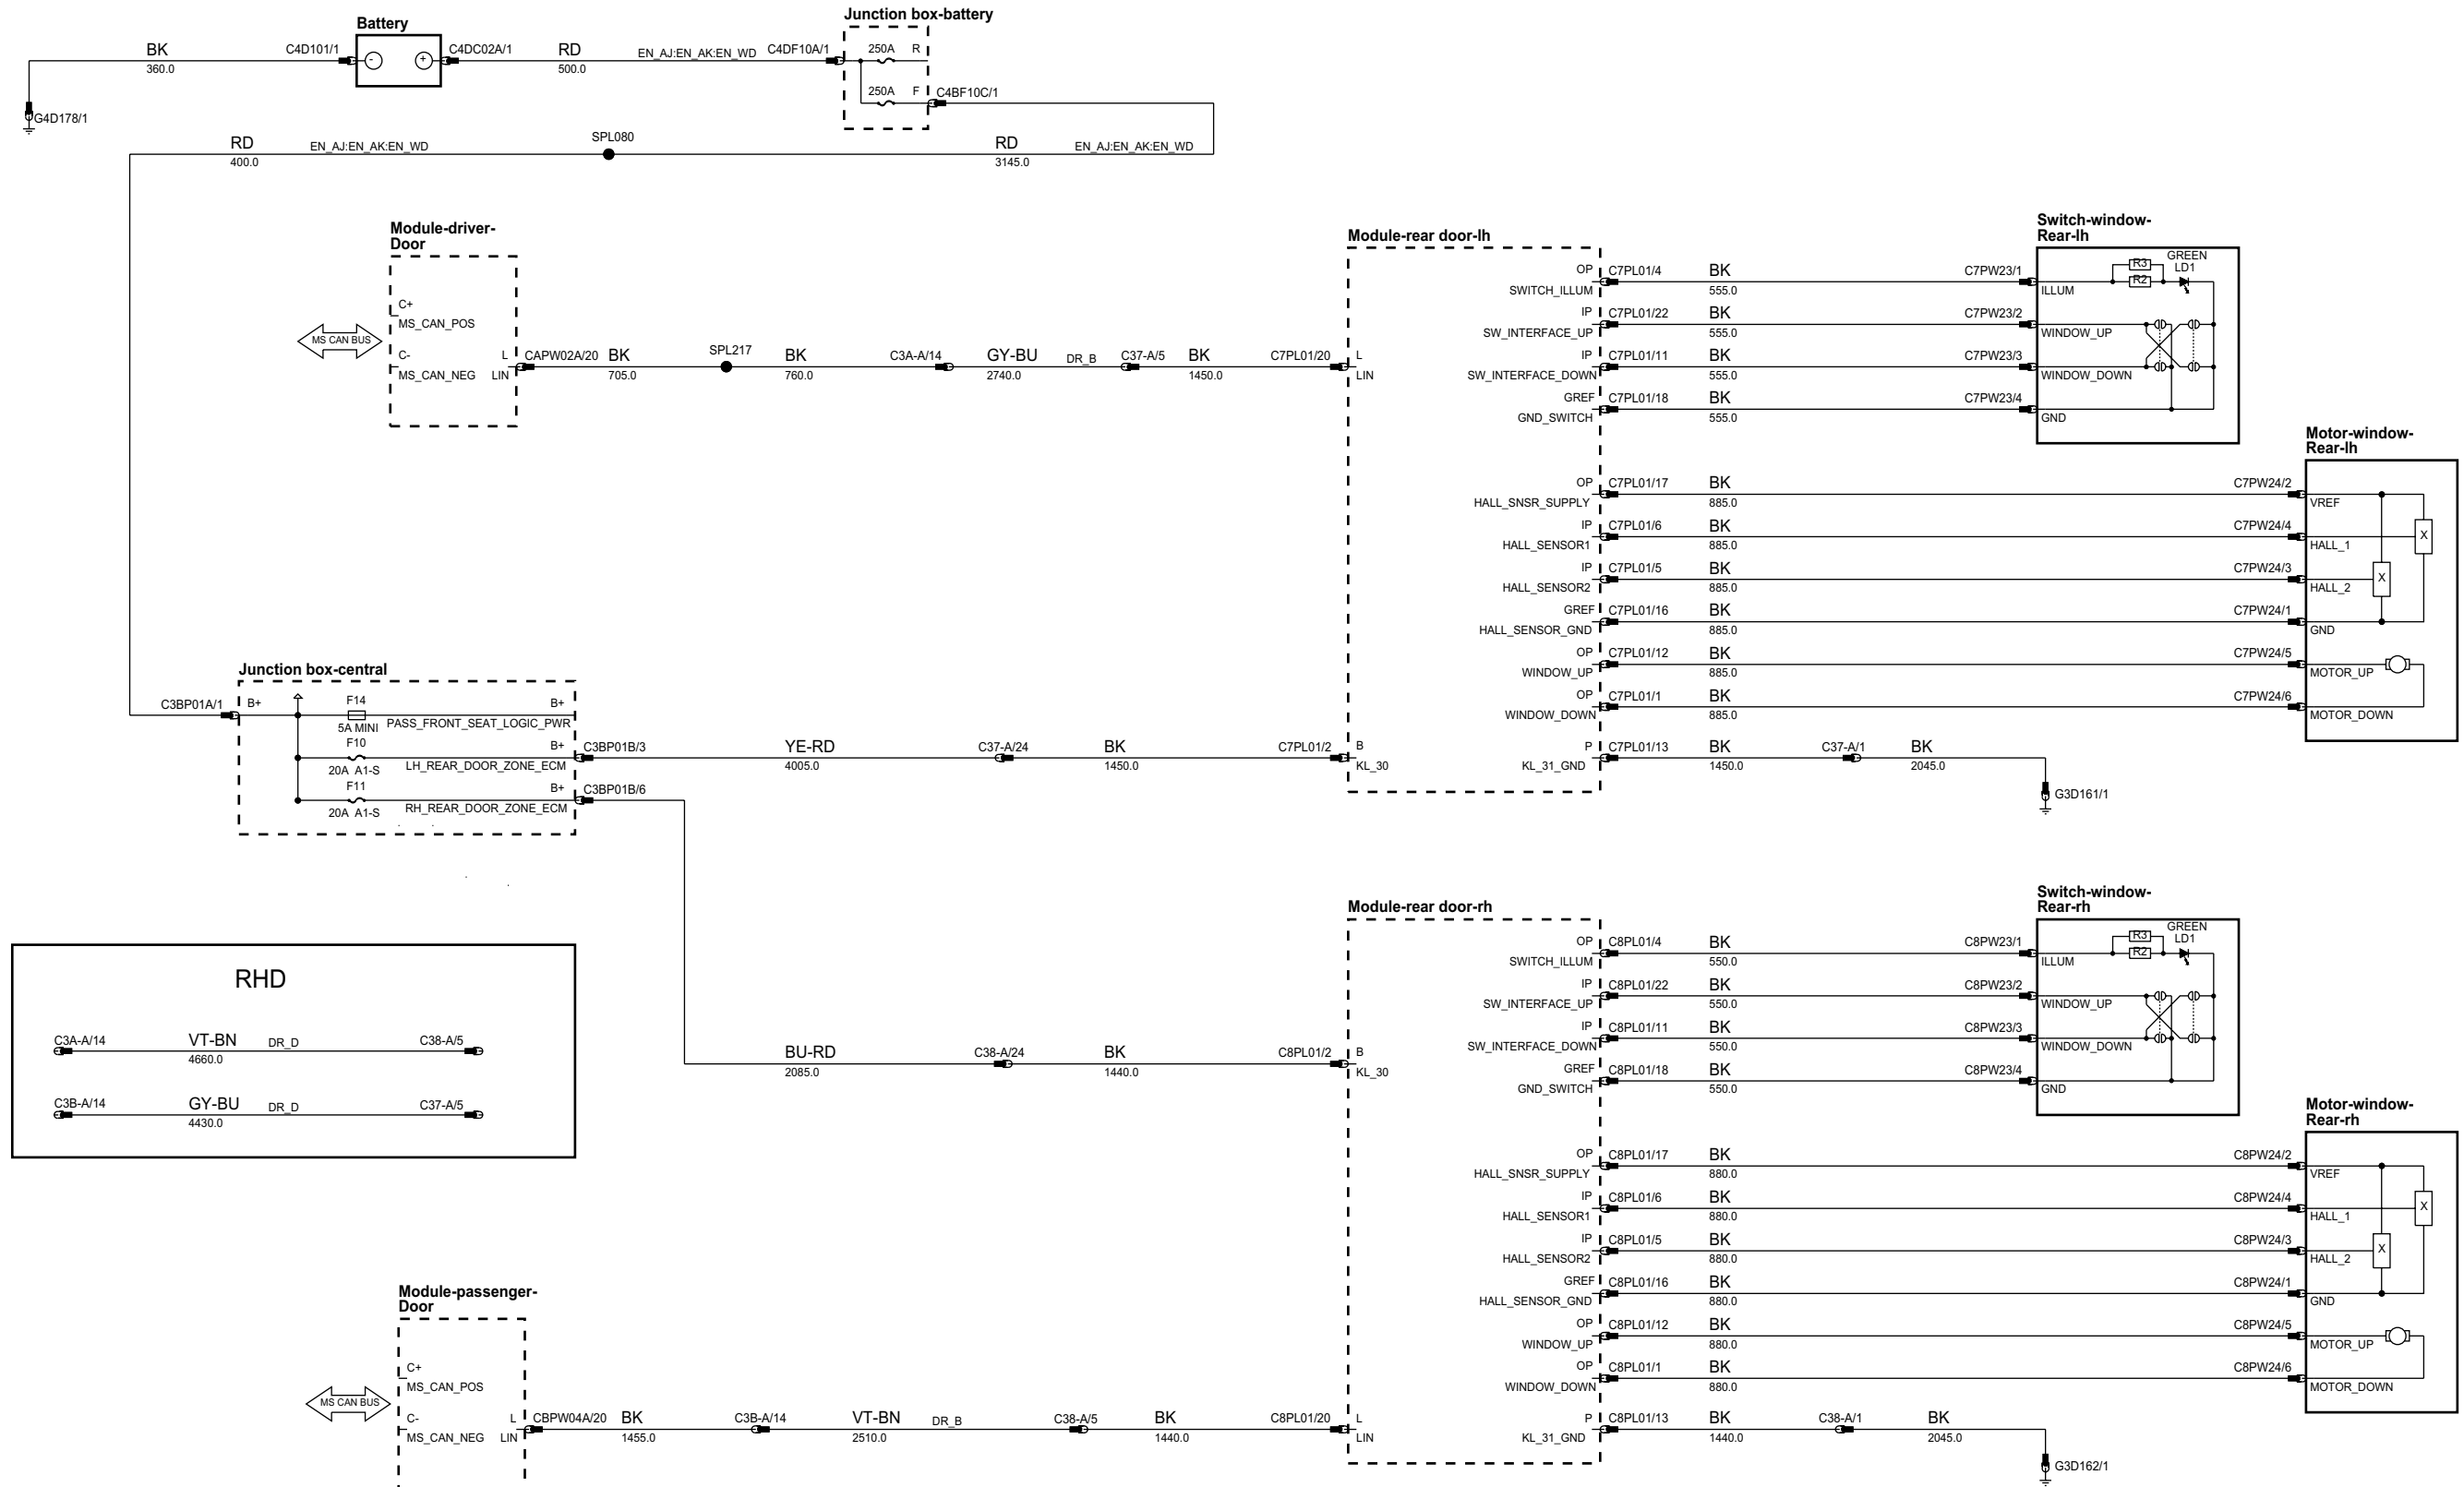 Battery
Junction box-battery
BK
360.0
C4D101/1
-
+
C4DC02A/1
RD
500.0
EN_AJ:EN_AK:EN_WD
C4DF10A/1
250A R
250A F
C4BF10C/1
G4D178/1
RD
400.0
EN_AJ:EN_AK:EN_WD
SPL080
RD
3145.0
EN_AJ:EN_AK:EN_WD
Module-driver-
Door
C+
MS_CAN_POS
MS CAN BUS
C-
MS_CAN_NEG
L
LIN
CAPW02A/20
BK
705.0
SPL217
BK
760.0
C3A-A/14
GY-BU
2740.0
DR_B
C37-A/5
BK
1450.0
C7PL01/20
Module-rear door-lh
L
LIN
OP
SWITCH_ILLUM
C7PL01/4
BK
555.0
C7PW23/1
IP
SW_INTERFACE_UP
C7PL01/22
BK
555.0
C7PW23/2
IP
SW_INTERFACE_DOWN
C7PL01/11
BK
555.0
C7PW23/3
GREF
GND_SWITCH
C7PL01/18
BK
555.0
C7PW23/4
Switch-window-
Rear-lh
R3
R2
GREEN
LD1
ILLUM
WINDOW_UP
WINDOW_DOWN
GND
OP
HALL_SNSR_SUPPLY
C7PL01/17
BK
885.0
C7PW24/2
IP
HALL_SENSOR1
C7PL01/6
BK
885.0
C7PW24/4
IP
HALL_SENSOR2
C7PL01/5
BK
885.0
C7PW24/3
GREF
HALL_SENSOR_GND
C7PL01/16
BK
885.0
C7PW24/1
OP
WINDOW_UP
C7PL01/12
BK
885.0
C7PW24/5
OP
WINDOW_DOWN
C7PL01/1
BK
885.0
C7PW24/6
Motor-window-
Rear-lh
VREF
HALL_1
X
HALL_2
X
GND
MOTOR_UP
MOTOR_DOWN
Junction box-central
C3BP01A/1
B+
F14
5A MINI
B+
PASS_FRONT_SEAT_LOGIC_PWR
F10
20A A1-S
B+
LH_REAR_DOOR_ZONE_ECM
C3BP01B/3
YE-RD
4005.0
C37-A/24
BK
1450.0
C7PL01/2
B
KL_30
P
KL_31_GND
C7PL01/13
BK
1450.0
C37-A/1
BK
2045.0
G3D161/1
F11
20A A1-S
B+
RH_REAR_DOOR_ZONE_ECM
C3BP01B/6
RHD
C3A-A/14
VT-BN
4660.0
DR_D
C38-A/5
C3B-A/14
GY-BU
4430.0
DR_D
C37-A/5
BU-RD
2085.0
C38-A/24
BK
1440.0
C8PL01/2
Module-rear door-rh
B
KL_30
OP
SWITCH_ILLUM
C8PL01/4
BK
550.0
C8PW23/1
IP
SW_INTERFACE_UP
C8PL01/22
BK
550.0
C8PW23/2
IP
SW_INTERFACE_DOWN
C8PL01/11
BK
550.0
C8PW23/3
GREF
GND_SWITCH
C8PL01/18
BK
550.0
C8PW23/4
Switch-window-
Rear-rh
R3
R2
GREEN
LD1
ILLUM
WINDOW_UP
WINDOW_DOWN
GND
OP
HALL_SNSR_SUPPLY
C8PL01/17
BK
880.0
C8PW24/2
IP
HALL_SENSOR1
C8PL01/6
BK
880.0
C8PW24/4
IP
HALL_SENSOR2
C8PL01/5
BK
880.0
C8PW24/3
GREF
HALL_SENSOR_GND
C8PL01/16
BK
880.0
C8PW24/1
OP
WINDOW_UP
C8PL01/12
BK
880.0
C8PW24/5
OP
WINDOW_DOWN
C8PL01/1
BK
880.0
C8PW24/6
Motor-window-
Rear-rh
VREF
HALL_1
X
HALL_2
X
GND
MOTOR_UP
MOTOR_DOWN
Module-passenger-
Door
C+
MS_CAN_POS
MS CAN BUS
C-
MS_CAN_NEG
L
LIN
CBPW04A/20
BK
1455.0
C3B-A/14
VT-BN
2510.0
DR_B
C38-A/5
BK
1440.0
C8PL01/20
L
LIN
P
KL_31_GND
C8PL01/13
BK
1440.0
C38-A/1
BK
2045.0
G3D162/1